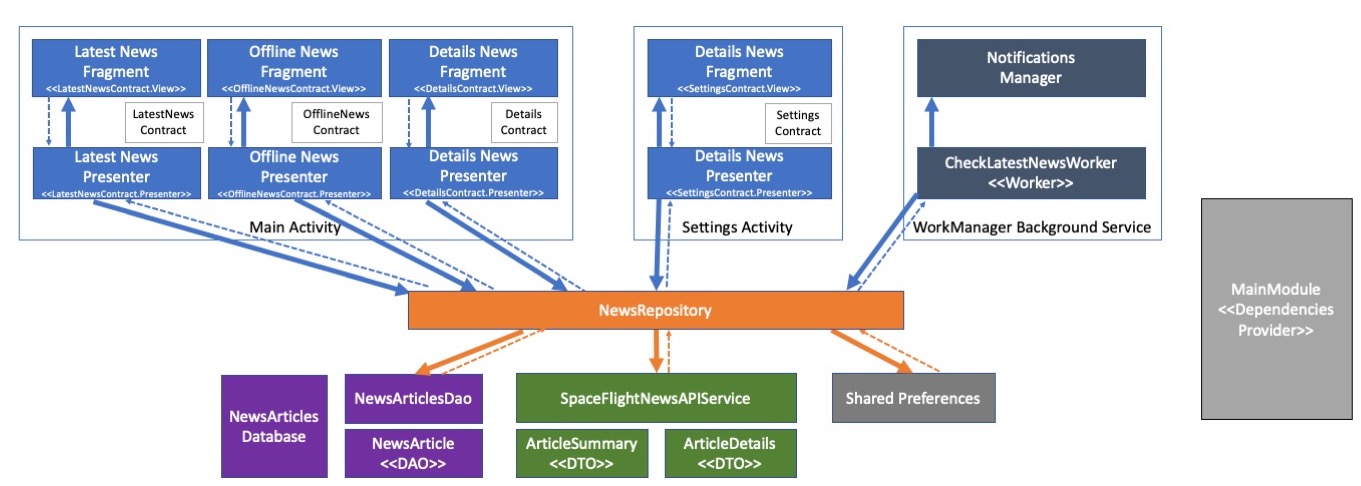 Latest News
Fragment
<<LatestNewsContract.View>>
Offline News
Fragment
<<OfflineNewsContract.View>>
Details News
Fragment
<<DetailsContract.View>>
LatestNews
Contract
OfflineNews
Contract
Details
Contract
Latest News
Presenter
<<LatestNewsContract.Presenter>>
Offline News
Presenter
<<OfflineNewsContract.Presenter>>
Details News
Presenter
<<DetailsContract.Presenter>>
Main Activity
Details News
Fragment
<<SettingsContract.View>>
Settings
Contract
Details News
Presenter
<<SettingsContract.Presenter>>
Settings Activity
Notifications
Manager
CheckLatestNewsWorker
<<Worker>>
WorkManager Background Service
MainModule
<<Dependencies
Provider>>
NewsRepository
NewsArticles
Database
NewsArticlesDao
NewsArticle
<<DAO>>
SpaceFlightNewsAPIService
ArticleSummary
<<DTO>>
ArticleDetails
<<DTO>>
Shared Preferences